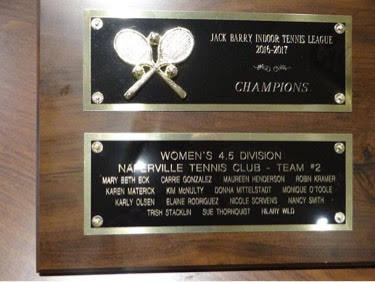 JACK BARRY INDOOR TENNIS LEAGUE
2016-2017
CHAMPIONS
WOMEN'S 4.5 DIVISION
NAPERVILLE TENNIS CLUB - TEAM #2
MARY BETH ECK CARRIE GONZALEZ MAUREEN HENDERSON ROBIN KRAMER
KAREN MATERICK KIM McNULTY DONNA MITTELSTADT MONIQUE O'TOOLE
KARLY OLSEN ELAINE RODRIGUEZ NICOLE SCRIVENS NANCY SMITH
TRISH STACKLIN SUE THORNQUIST HILARY WILD